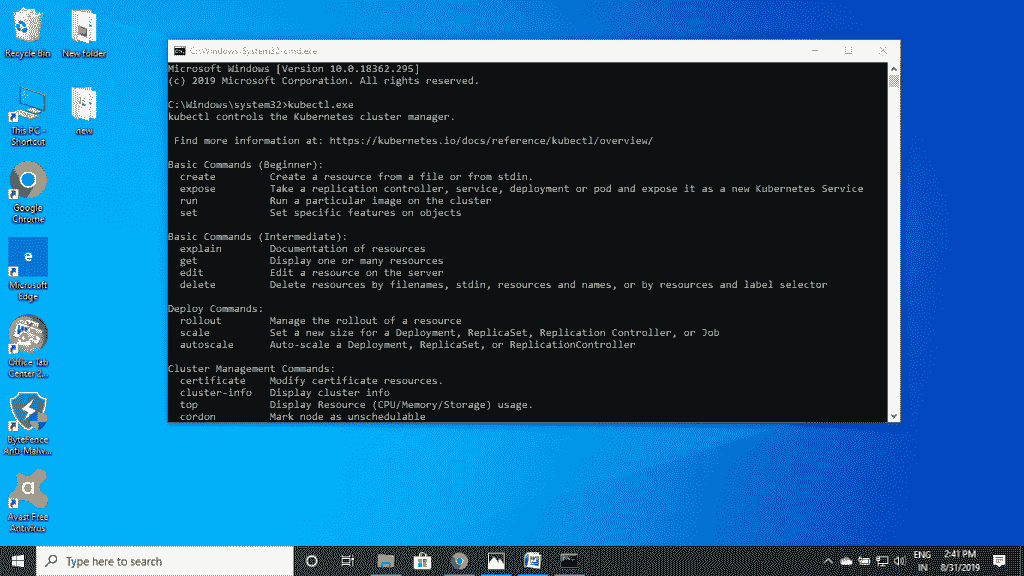 Recycle Bin
New folder
This PC -
Shortcut
new
Google
Chrome
Microsoft
Edge
Office Tab
Center 2...
ByteFence
Anti-Malw...
Avast Free
Antivirus
C:\Windows\System32\cmd.exe
Microsoft Windows [Version 10.0.18362.295]
(c) 2019 Microsoft Corporation. All rights reserved.
C:\Windows\system32>kubectl.exe
kubectl controls the Kubernetes cluster manager.
Find more information at: https://kubernetes.io/docs/reference/kubectl/overview/
Basic Commands (Beginner):
create Create a resource from a file or from stdin.
expose Take a replication controller, service, deployment or pod and expose it as a new Kubernetes Service
run Run a particular image on the cluster
set Set specific features on objects
Basic Commands (Intermediate):
explain Documentation of resources
get Display one or many resources
edit Edit a resource on the server
delete Delete resources by filenames, stdin, resources and names, or by resources and label selector
Deploy Commands:
rollout Manage the rollout of a resource
scale Set a new size for a Deployment, ReplicaSet, Replication Controller, or Job
autoscale Auto-scale a Deployment, ReplicaSet, or ReplicationController
Cluster Management Commands:
certificate Modify certificate resources.
cluster-info Display cluster info
top Display Resource (CPU/Memory/Storage) usage.
cordon Mark node as unschedulable
Type here to search
ENG
IN
2:41 PM
8/31/2019